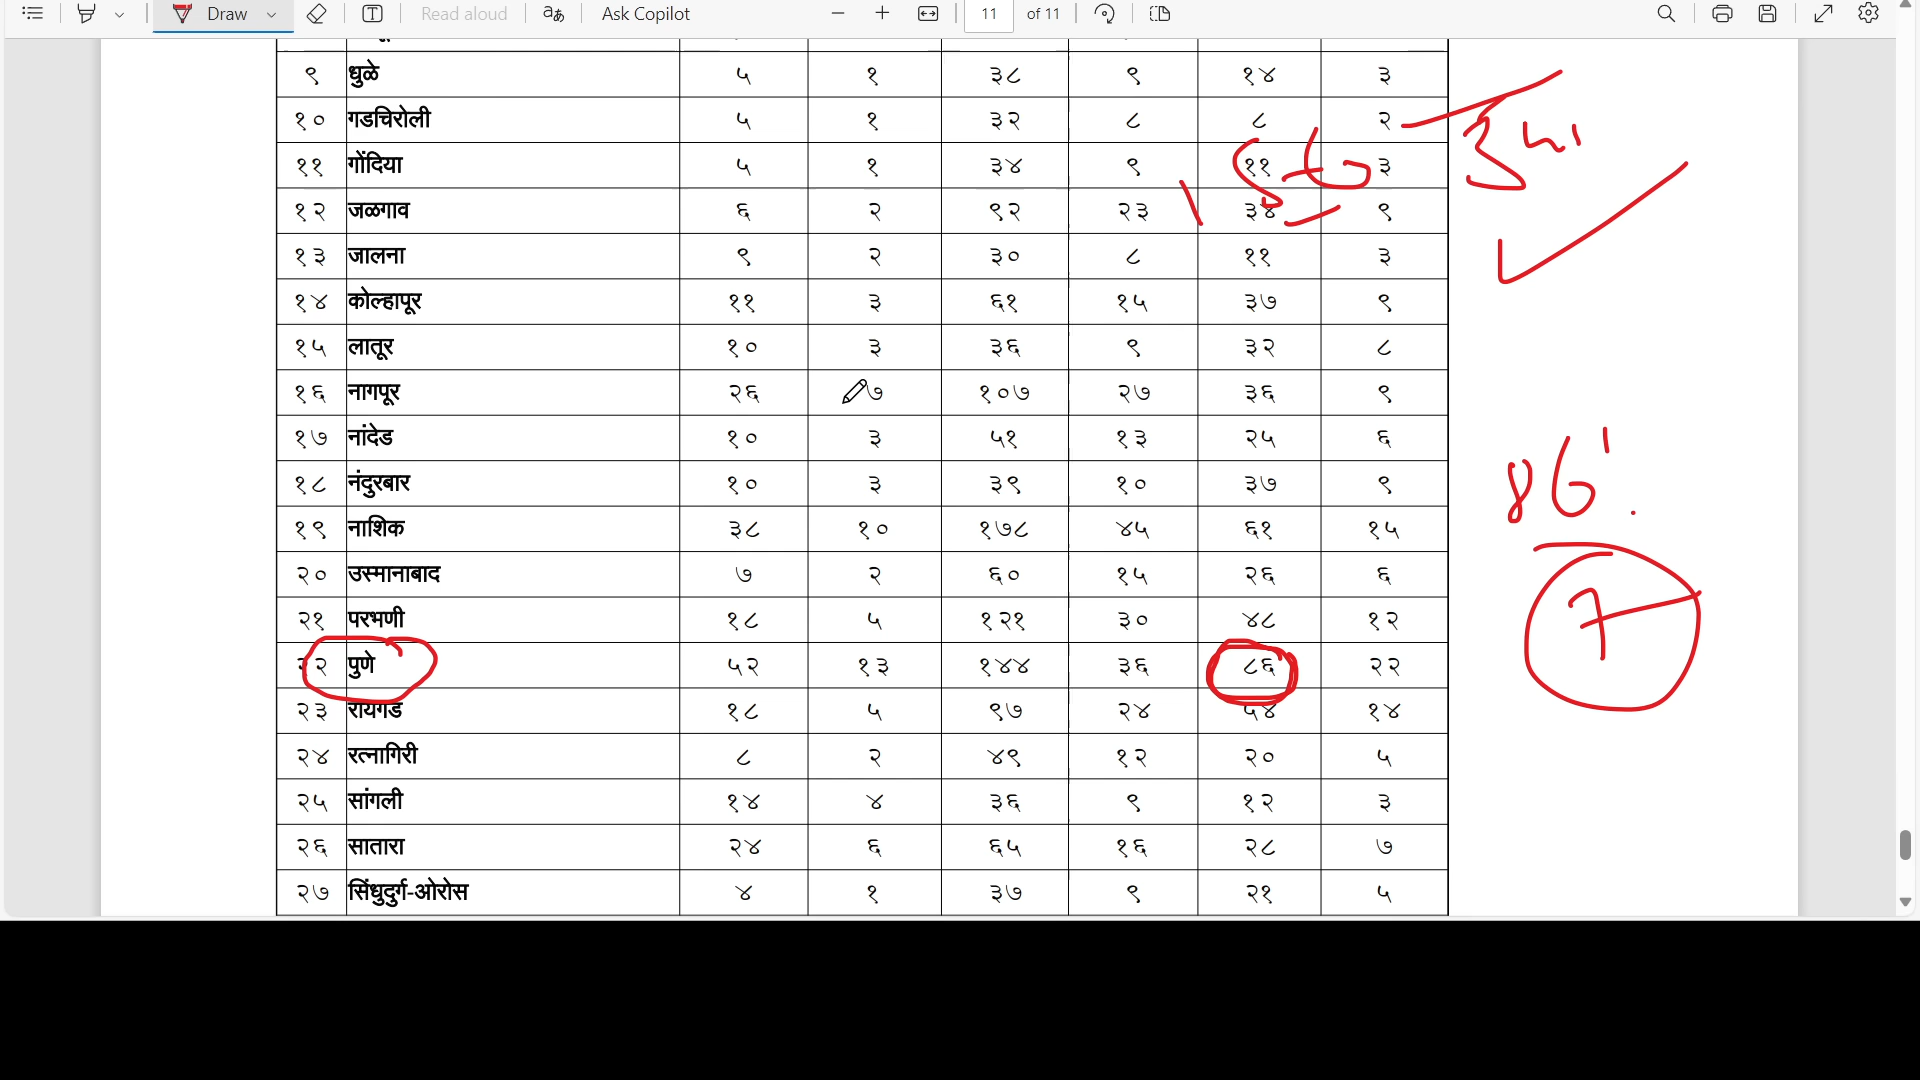 Draw Read aloud aあ Ask Copilot 11 of 11
९ धुळे ५ १ ३८ ९ १४ ३
१० गडचिरोली ५ १ ३२ ८ ८ २
११ गोंदिया ५ १ ३४ ९ ११ ३
१२ जळगाव ६ २ ९२ २३ ३४ ९
१३ जालना ९ २ ३० ८ ११ ३
१४ कोल्हापूर ११ ३ ६१ १५ ३७ ९
१५ लातूर १० ३ ३६ ९ ३२ ८
१६ नागपूर २६ ७ १०७ २७ ३६ ९
१७ नांदेड १० ३ ५१ १३ २५ ६
१८ नंदुरबार १० ३ ३९ १० ३७ ९
86
१९ नाशिक ३८ १० १७८ ४५ ६१ १५
२० उस्मानाबाद ७ २ ६० १५ २६ ६
२१ परभणी १८ ५ १२१ ३० ४८ १२
7
२२ पुणे ५२ १३ १४४ ३६ ८६ २२
२३ रायगड १८ ५ ९७ २४ ५४ १४
२४ रत्नागिरी ८ २ ४९ १२ २० ५
२५ सांगली १४ ४ ३६ ९ १२ ३
२६ सातारा २४ ६ ६५ १६ २८ ७
२७ सिंधुदुर्ग-ओरोस ४ १ ३७ ९ २१ ५